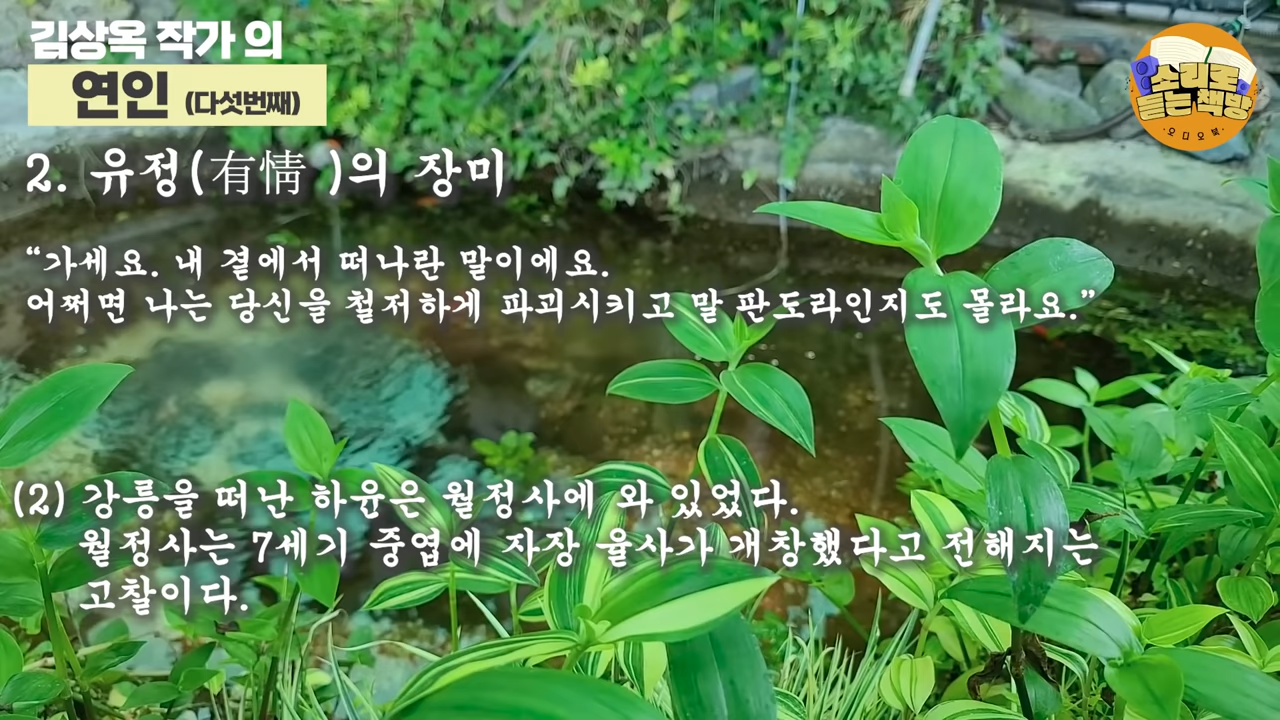 김상옥 작가 의
연인 (다섯번째)
소리로
듣는 책방
·오디오북·
2. 유정(有情 )의 장미
“가세요. 내 곁에서 떠나란 말이에요.
어쩌면 나는 당신을 철저하게 파괴시키고 말 판도라인지도 몰라요.”
(2) 강릉을 떠난 하윤은 월정사에 와 있었다.
월정사는 7세기 중엽에 자장 율사가 개창했다고 전해지는
고찰이다.